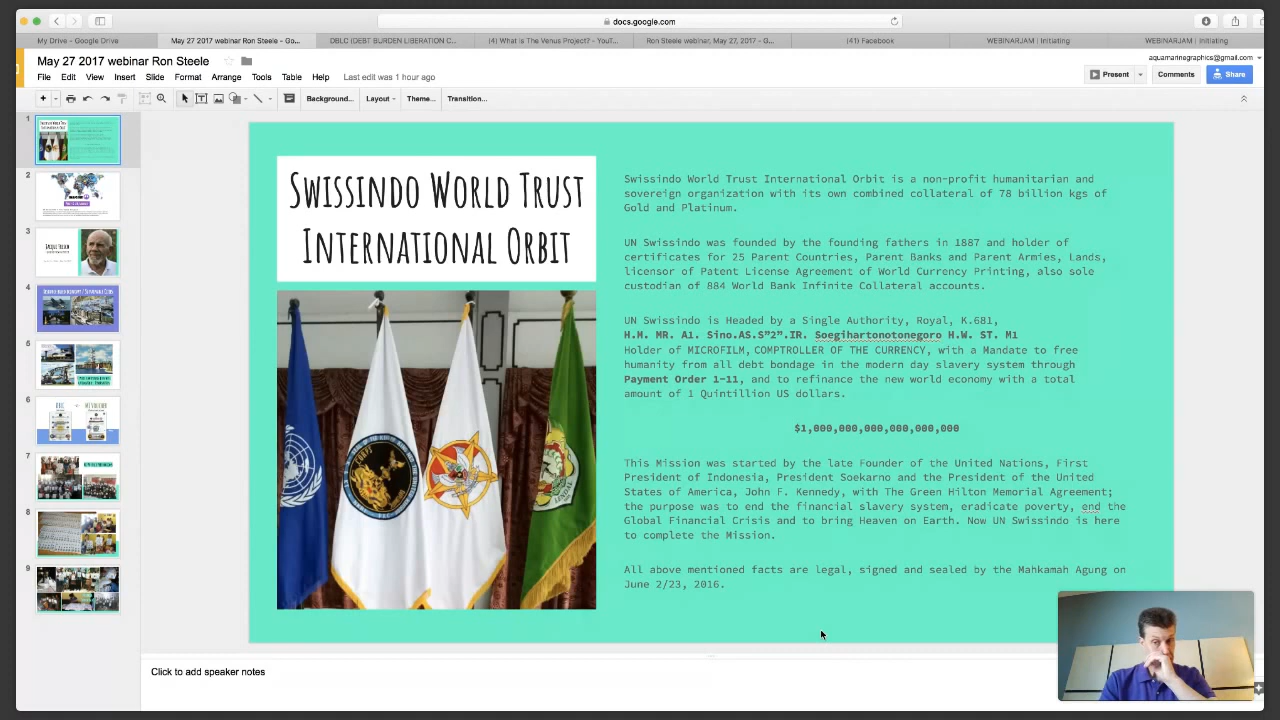 docs.google.com
My Drive - Google Drive
May 27 2017 webinar Ron Steele - Go...
DBLC (DEBT BURDEN LIBERATION C...
(4) What is The Venus Project? - YouT...
Ron Steele webinar, May 27, 2017 - G...
(41) Facebook
WEBINARJAM | Initiating
WEBINARJAM | Initiating
May 27 2017 webinar Ron Steele
aquamarinegraphics@gmail.com
File Edit View Insert Slide Format Arrange Tools Table Help Last edit was 1 hour ago
Present
Comments
Share
Background...
Layout
Theme...
Transition...
1
2
3
4
5
6
7
8
9
SWISSINDO WORLD TRUST
INTERNATIONAL ORBIT
Swissindo World Trust International Orbit is a non-profit humanitarian and
sovereign organization with its own combined collateral of 78 billion kgs of
Gold and Platinum.
UN Swissindo was founded by the founding fathers in 1887 and holder of
certificates for 25 Parent Countries, Parent Banks and Parent Armies, Lands,
licensor of Patent License Agreement of World Currency Printing, also sole
custodian of 884 World Bank Infinite Collateral accounts.
UN Swissindo is Headed by a Single Authority, Royal, K.681,
H.M. MR. A1. Sino.AS.S"2".IR. Soegihartonotonegoro H.W. ST. M1
Holder of MICROFILM, COMPTROLLER OF THE CURRENCY, with a Mandate to free
humanity from all debt bondage in the modern day slavery system through
Payment Order 1-11, and to refinance the new world economy with a total
amount of 1 Quintillion US dollars.
$1,000,000,000,000,000,000
This Mission was started by the late Founder of the United Nations, First
President of Indonesia, President Soekarno and the President of the United
States of America, John F. Kennedy, with The Green Hilton Memorial Agreement;
the purpose was to end the financial slavery system, eradicate poverty, end the
Global Financial Crisis and to bring Heaven on Earth. Now UN Swissindo is here
to complete the Mission.
All above mentioned facts are legal, signed and sealed by the Mahkamah Agung on
June 2/23, 2016.
Click to add speaker notes